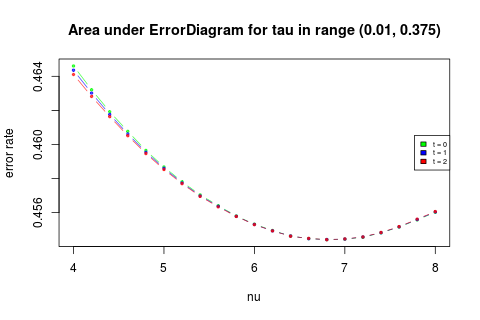 Area under ErrorDiagram for tau in range (0.01, 0.375)
error rate
0.464
0.460
0.456
t = 0
t = 1
t = 2
4 5 6 7 8
nu